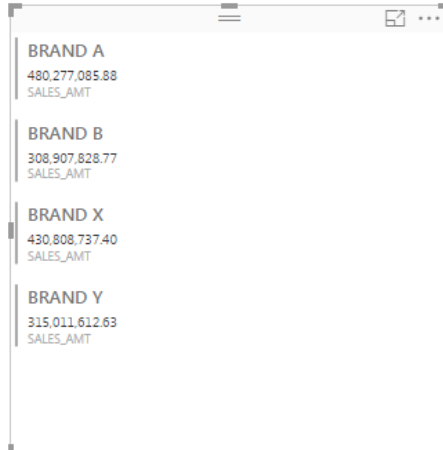 BRAND A
480,277,085.88
SALES_AMT
BRAND B
308,907,828.77
SALES_AMT
BRAND X
430,808,737.40
SALES_AMT
BRAND Y
315,011,612.63
SALES_AMT